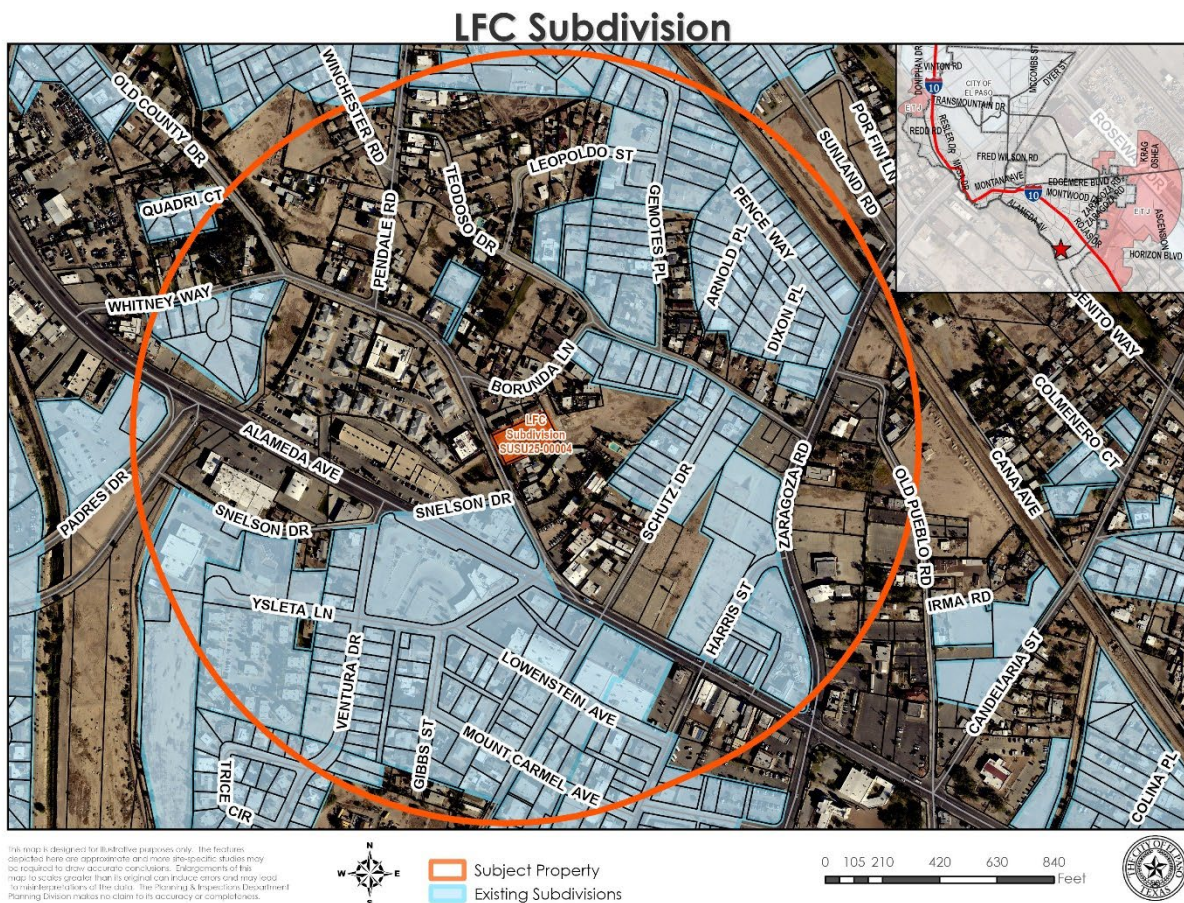 LFC Subdivision
OLD COUNTY DR
WINCHESTER RD
POR FIN LN
SUNLAND RD
LEOPOLDO ST
TEODOSO DR
QUADRI CT
PENDALE RD
GEMOTES PL
PENCE WAY
ARNOLD PL
DIXON PL
WHITNEY WAY
BORUNDA LN
LFC
Subdivision
SUSU25-00004
ALAMEDA AVE
PADRES DR
SNELSON DR
SNELSON DR
SCHUTZ DR
ZARAGOZA RD
OLD PUEBLO RD
CANA AVE
COLMENERO CT
ENITO WAY
YSLETA LN
HARRIS ST
IRMA RD
VENTURA DR
LOWENSTEIN AVE
CANDELARIA ST
GIBBS ST
MOUNT CARMEL AVE
TRICE CIR
COLINA PL
DONIPHAN DR
VINTON RD
10
CITY OF
EL PASO
MCCOMBS ST
DYER ST
TRANSMOUNTAIN DR
ETJ
REDD RD
RESLER DR
FRED WILSON RD
MONTANA AVE
10
EDGEMERE BLVD
MONTWOOD
ZARAGOZA RD
KRAG
OSHEA
ETJ
ALAMEDA AV
ROJAS DR
ASCENSION
HORIZON BLVD
This map is designed for illustrative purposes only. The features
depicted here are approximate and more site-specific studies may
be required to draw accurate conclusions. Enlargements of this
map to scales greater than its original can induce errors and may lead
to misinterpretations of the data. The Planning & Inspections Department
Planning Division makes no claim to its accuracy or completeness.
N
W E
S
Subject Property
Existing Subdivisions
0 105 210 420 630 840
Feet
THE CITY OF EL PASO
TEXAS